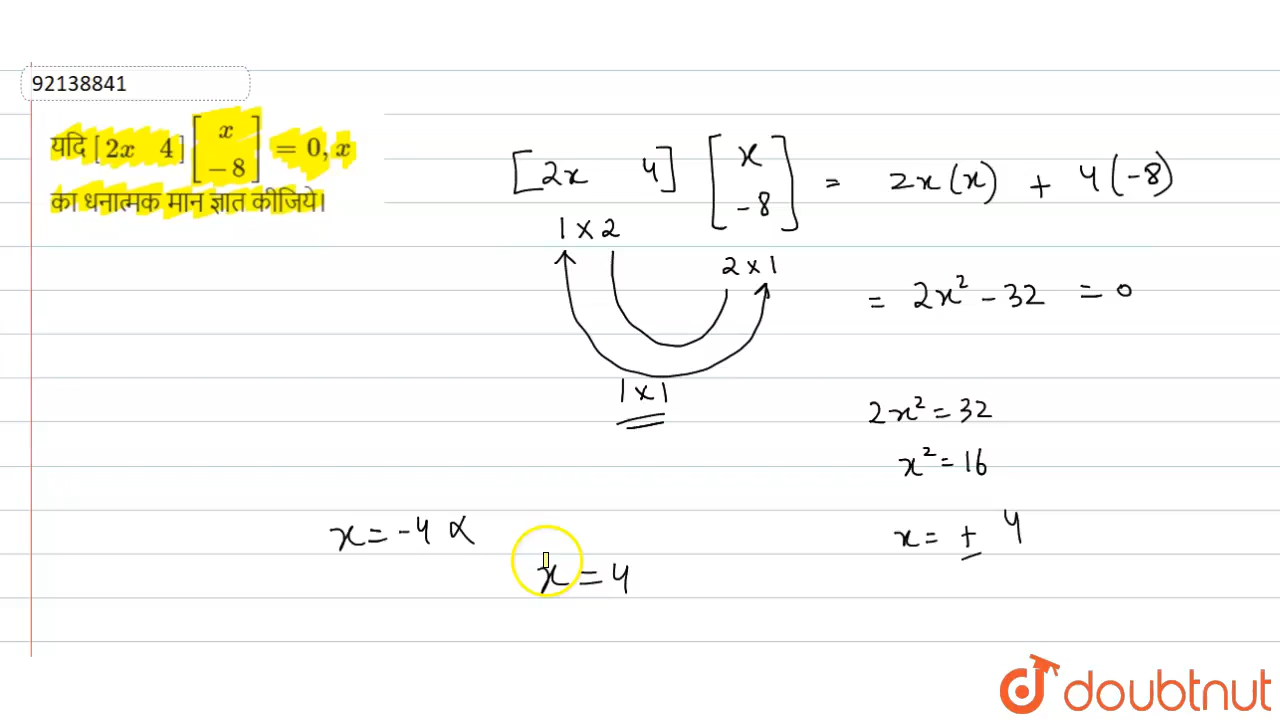 92138841
यदि [2x 4] [x -8] = 0, x
का धनात्मक मान ज्ञात कीजिये।
[2x 4] [x -8] = 2x(x) + 4(-8)
1 x 2
2 x 1
= 2x² - 32 = 0
1 x 1
2x² = 32
x² = 16
x = ± 4
x = -4
x = 4
doubtnut